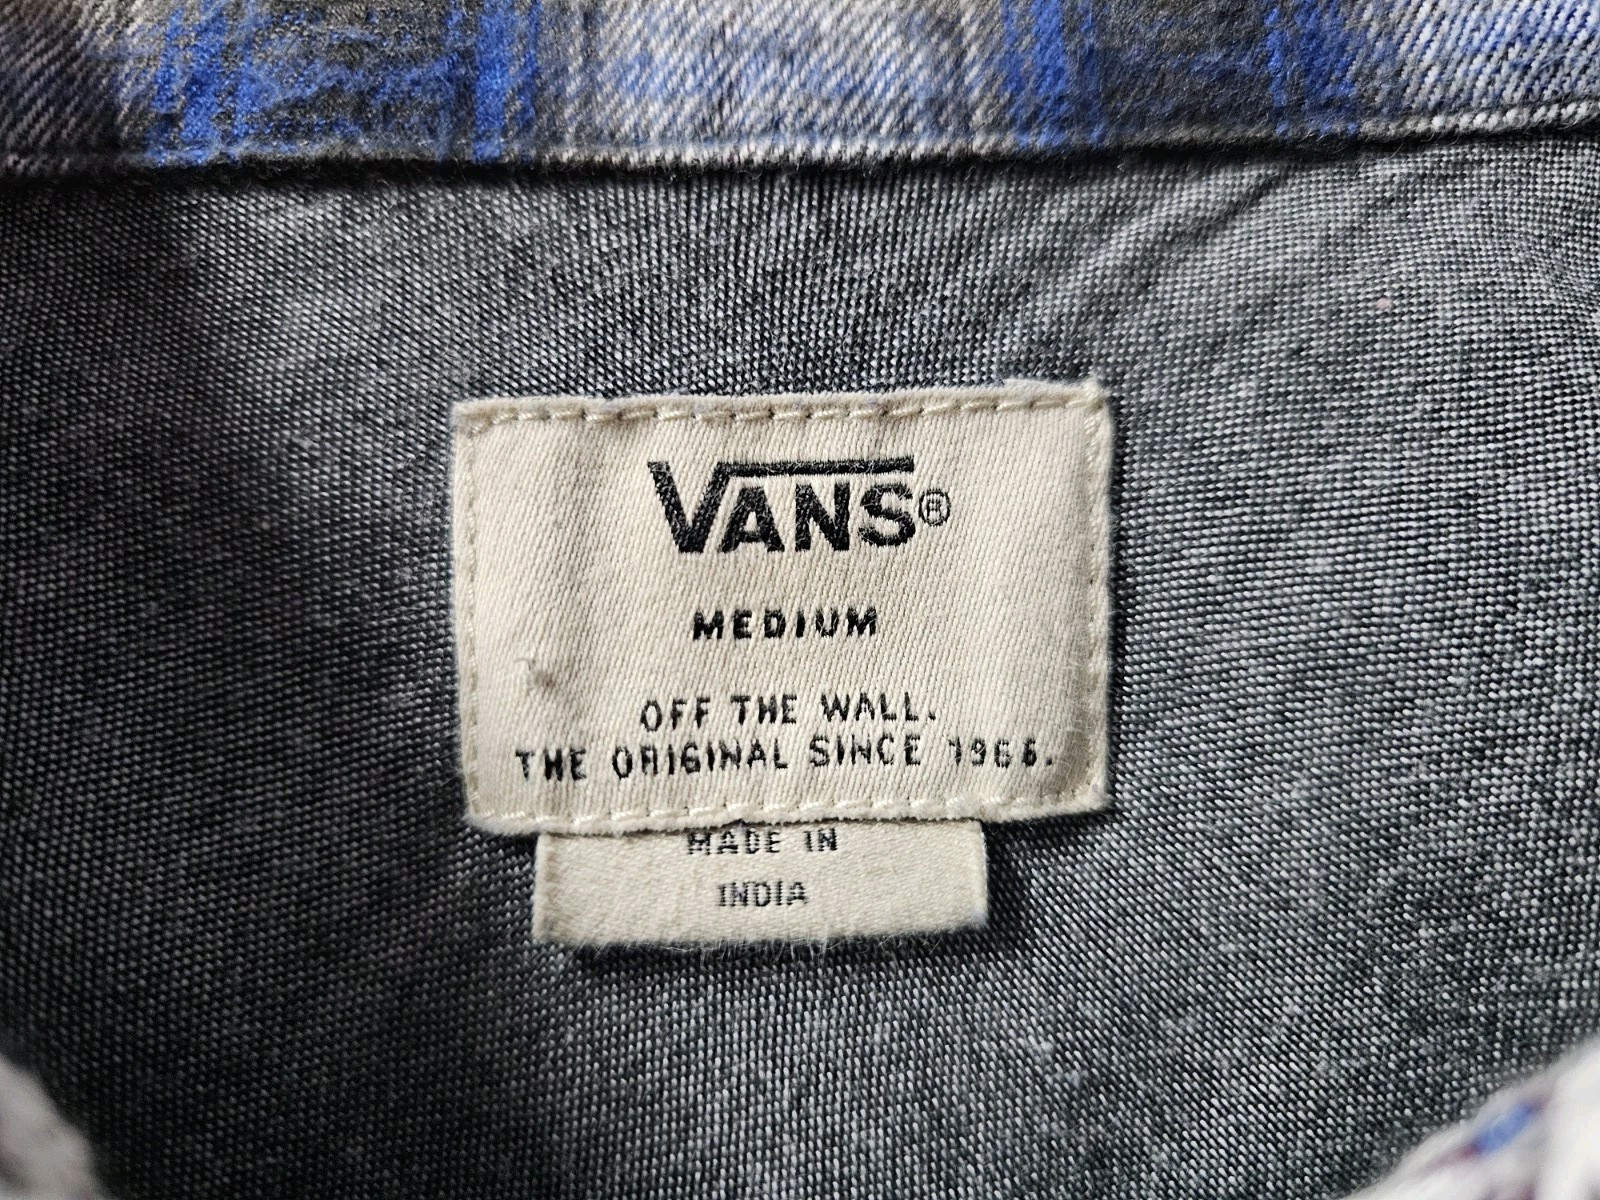 VANS®
MEDIUM
OFF THE WALL.
THE ORIGINAL SINCE 1966.
MADE IN
INDIA